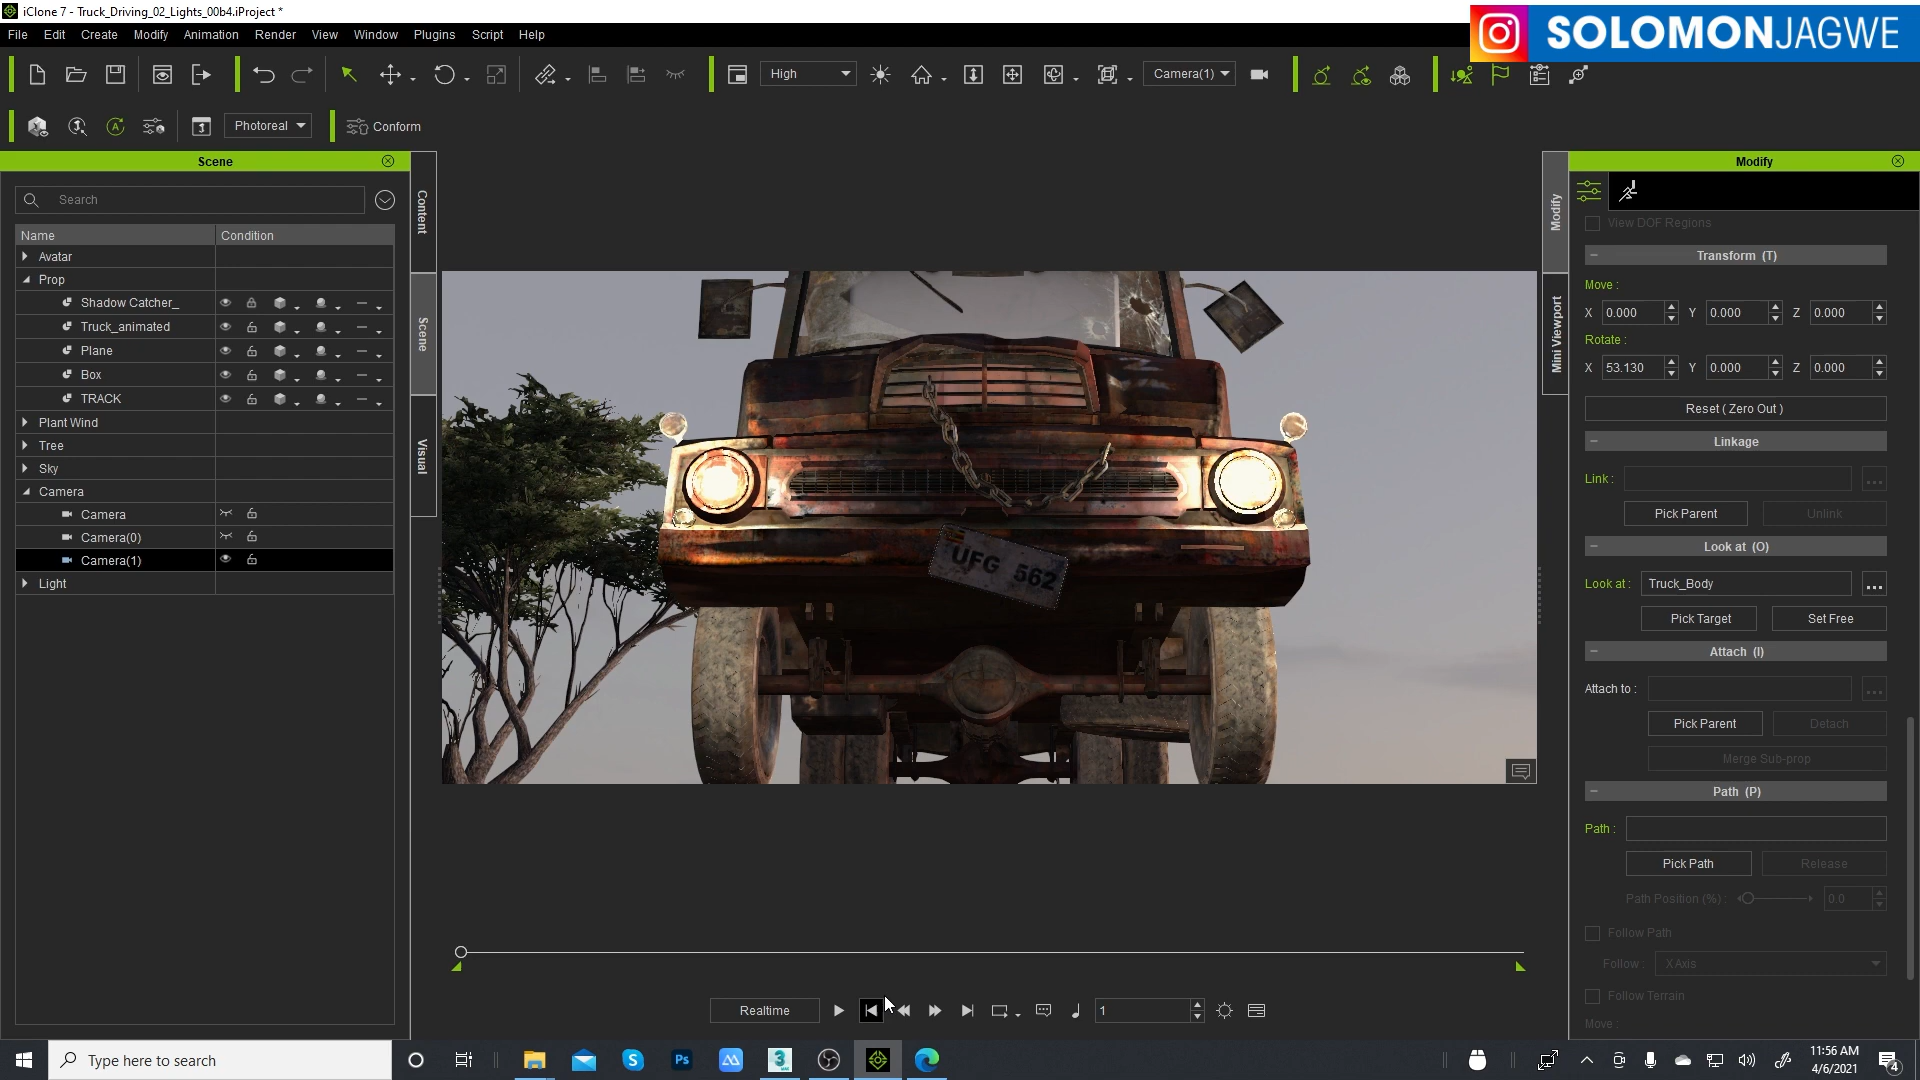 iClone 7 - Truck_Driving_02_Lights_00b4.iProject *
File Edit Create Modify Animation Render View Window Plugins Script Help
SOLOMONJAGWE
High
Camera(1)
Photoreal
Conform
Scene
Search
Name Condition
Avatar
Prop
Shadow Catcher_
Truck_animated
Plane
Box
TRACK
Plant Wind
Tree
Sky
Camera
Camera
Camera(0)
Camera(1)
Light
Content
Scene
Visual
UFG 562
Realtime
1
Modify
Mini Viewport
Modify
View DOF Regions
Transform (T)
Move :
X 0.000 Y 0.000 Z 0.000
Rotate :
X 53.130 Y 0.000 Z 0.000
Reset ( Zero Out )
Linkage
Link : ...
Pick Parent Unlink
Look at (O)
Look at : Truck_Body ...
Pick Target Set Free
Attach (I)
Attach to : ...
Pick Parent Detach
Merge Sub-prop
Path (P)
Path :
Pick Path Release
Path Position (%) : 0.0
Follow Path
Follow : X Axis
Follow Terrain
Move :
Type here to search
S
Ps
3
11:56 AM
4/6/2021
4